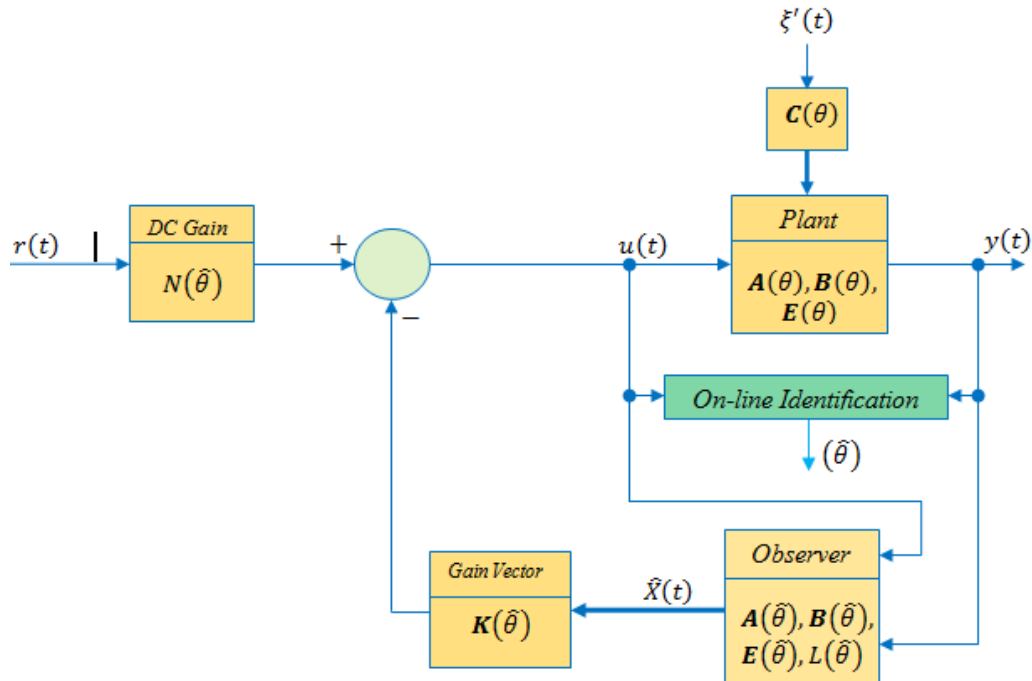 ξ′(t)
C(θ)
r(t)
DC Gain
N(θ̂)
+
−
u(t)
Plant
A(θ), B(θ),
E(θ)
y(t)
On-line Identification
(θ̂)
Gain Vector
K(θ̂)
X̂(t)
Observer
A(θ̂), B(θ̂),
E(θ̂), L(θ̂)